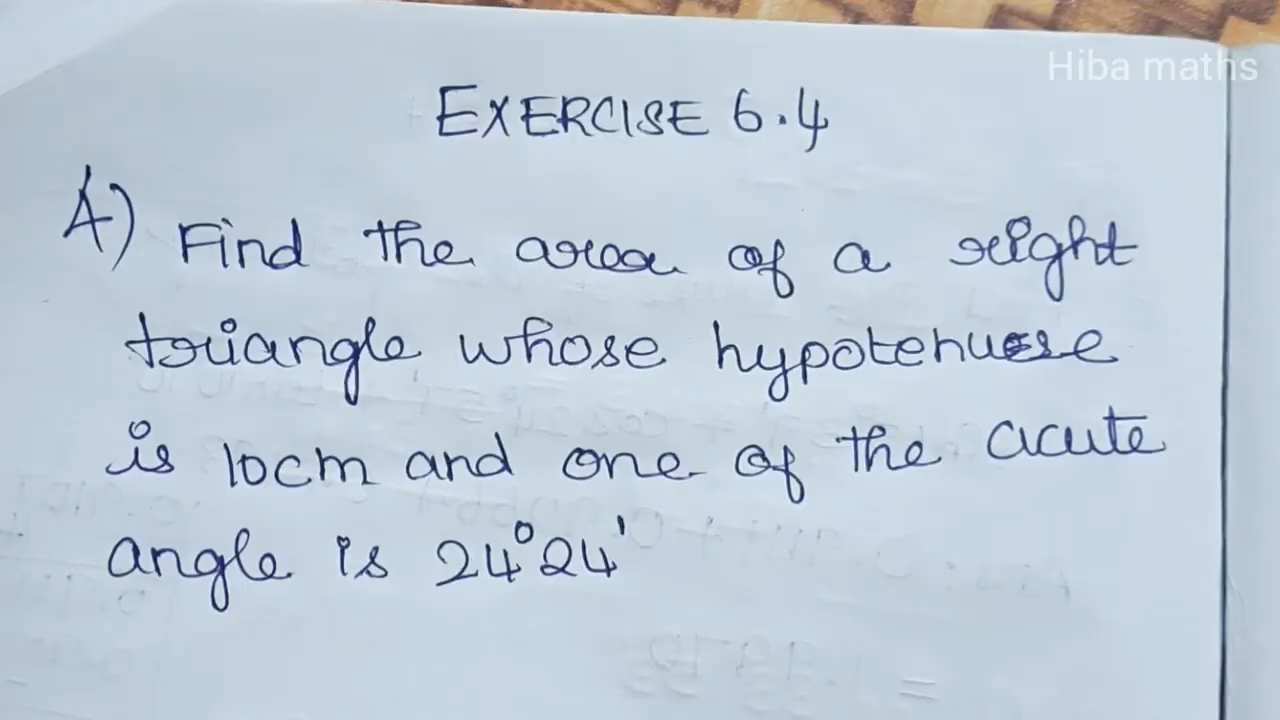 Hiba maths
EXERCISE 6.4
4) Find the area of a right
triangle whose hypotenuse
is 10cm and one of the acute
angle is 24°24'